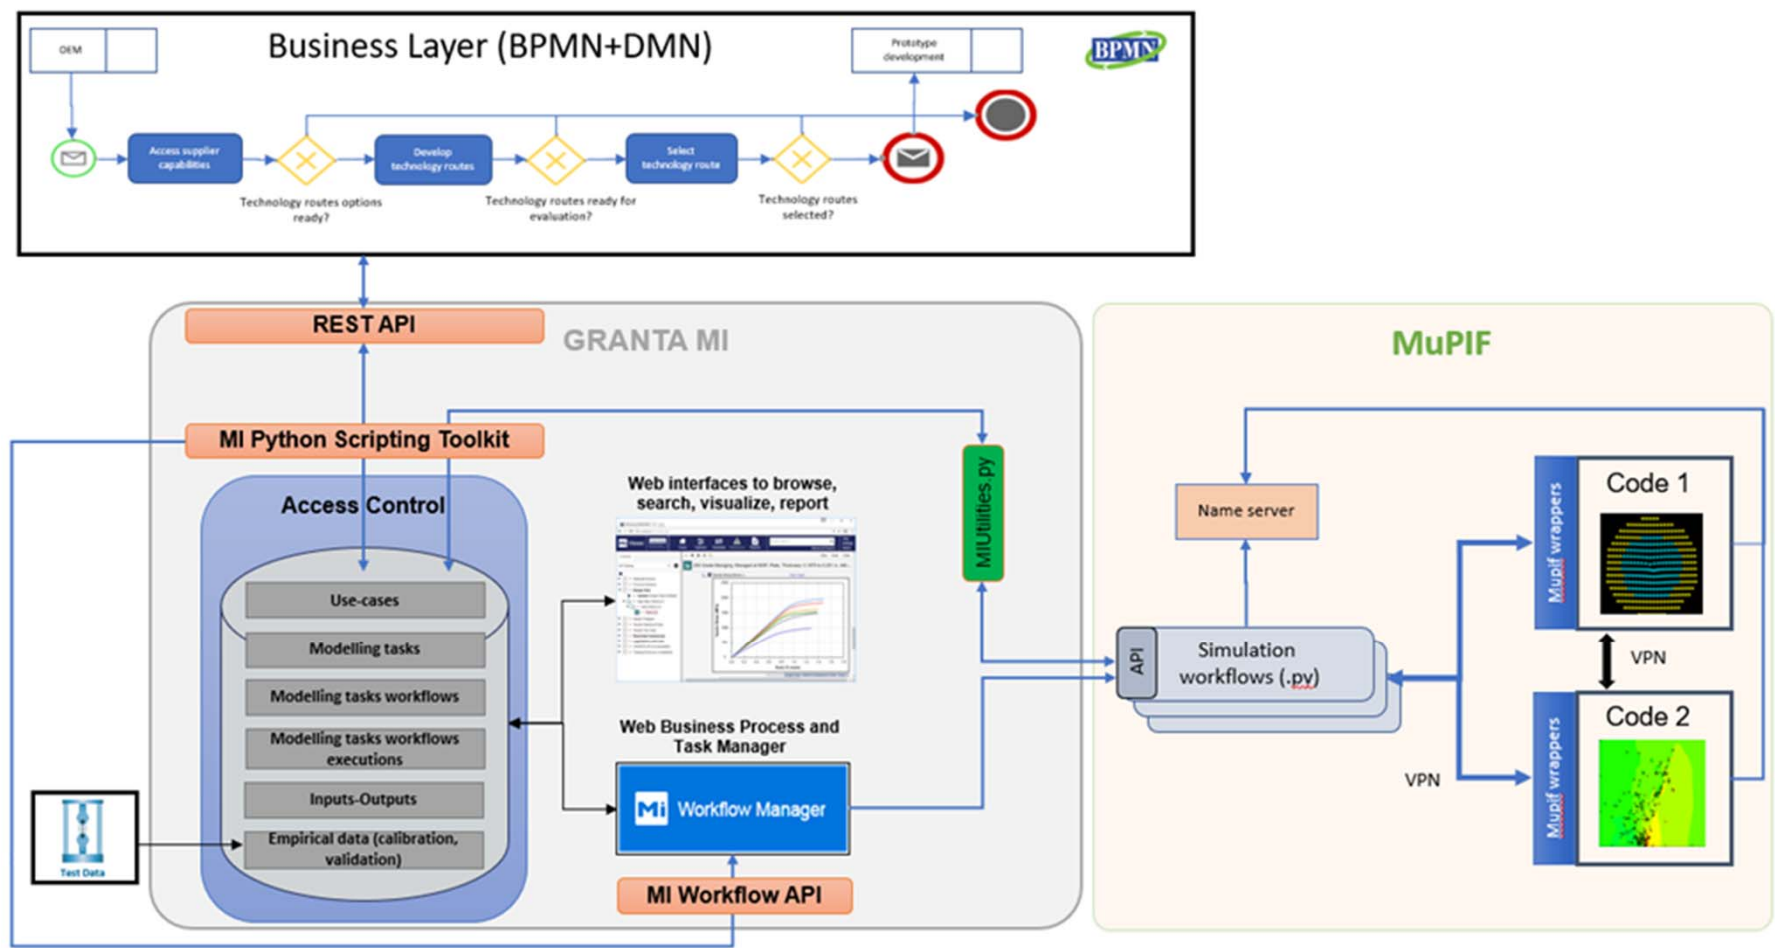 OEM
Business Layer (BPMN+DMN)
Prototype
development
BPMN
Access supplier
capabilities
Develop
technology routes
Select
technology route
Technology routes options
ready?
Technology routes ready for
evaluation?
Technology routes
selected?
REST API
GRANTA MI
MuPIF
MI Python Scripting Toolkit
Access Control
Web interfaces to browse,
search, visualize, report
MIUtilities.py
Name server
Mupif wrappers
Code 1
Use-cases
Modelling tasks
Modelling tasks workflows
Modelling tasks workflows
executions
Inputs-Outputs
Empirical data (calibration,
validation)
API
Simulation
workflows (.py)
VPN
Web Business Process and
Task Manager
Mi Workflow Manager
VPN
Mupif wrappers
Code 2
Test Data
MI Workflow API